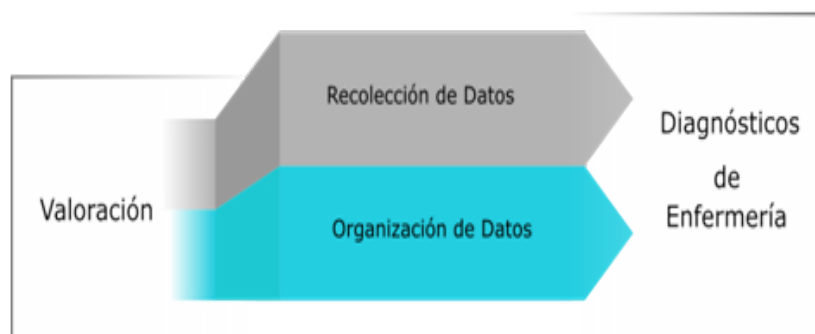 Valoración
Recolección de Datos
Organización de Datos
Diagnósticos
de
Enfermería